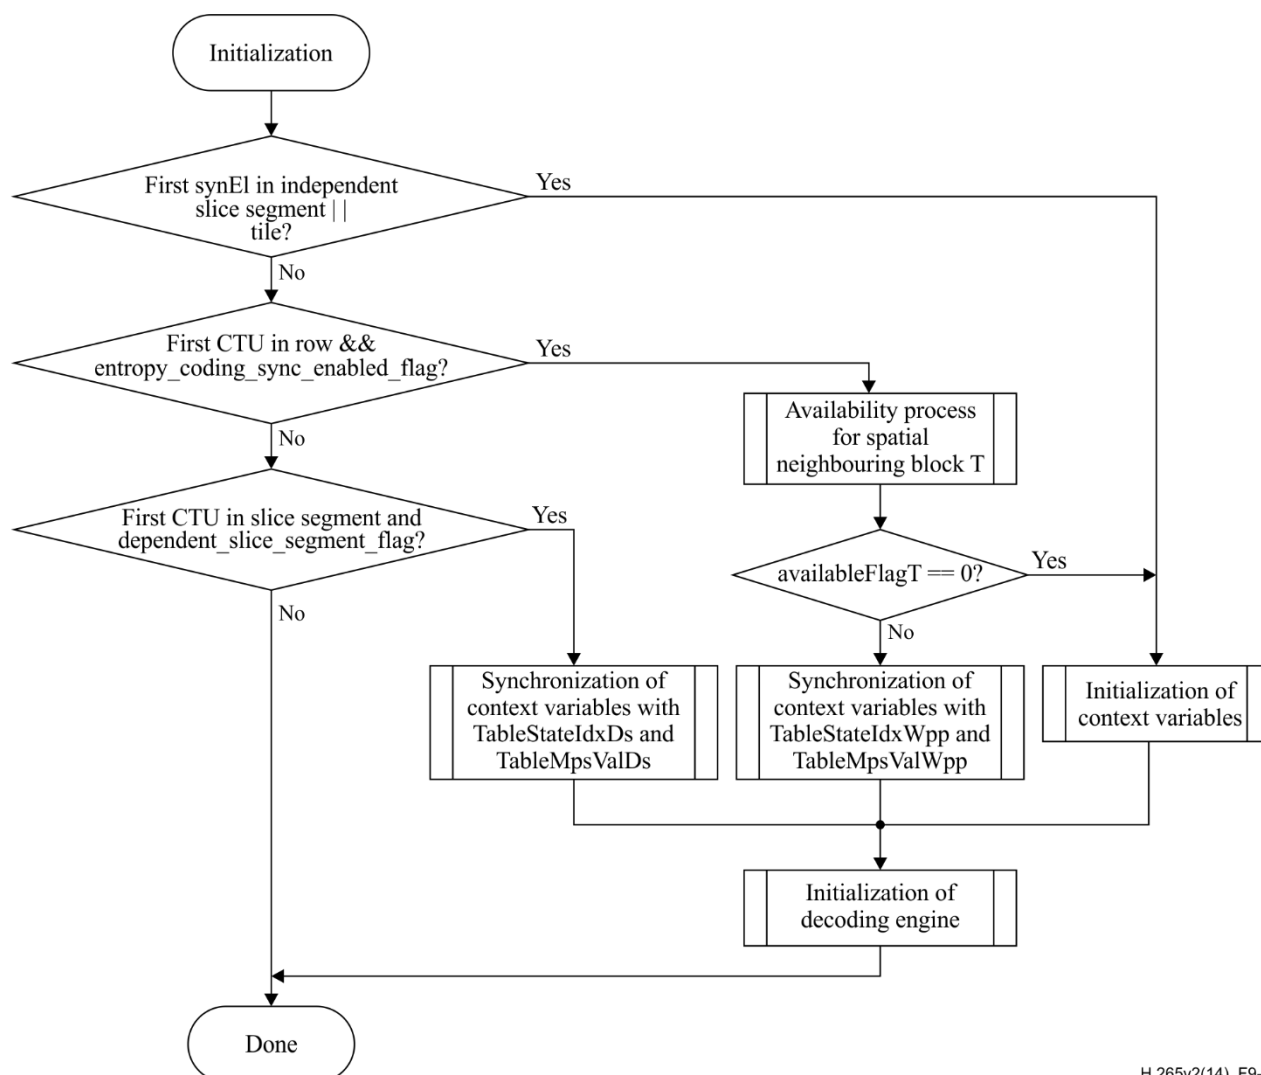 Initialization
First synEl in independent
slice segment | |
tile?
Yes
No
First CTU in row &&
entropy_coding_sync_enabled_flag?
Yes
No
Availability process
for spatial
neighbouring block T
First CTU in slice segment and
dependent_slice_segment_flag?
Yes
No
availableFlagT == 0?
Yes
No
Synchronization of
context variables with
TableStateIdxDs and
TableMpsValDs
Synchronization of
context variables with
TableStateIdxWpp and
TableMpsValWpp
Initialization of
context variables
Initialization of
decoding engine
Done
H.265v2(14)_F9-